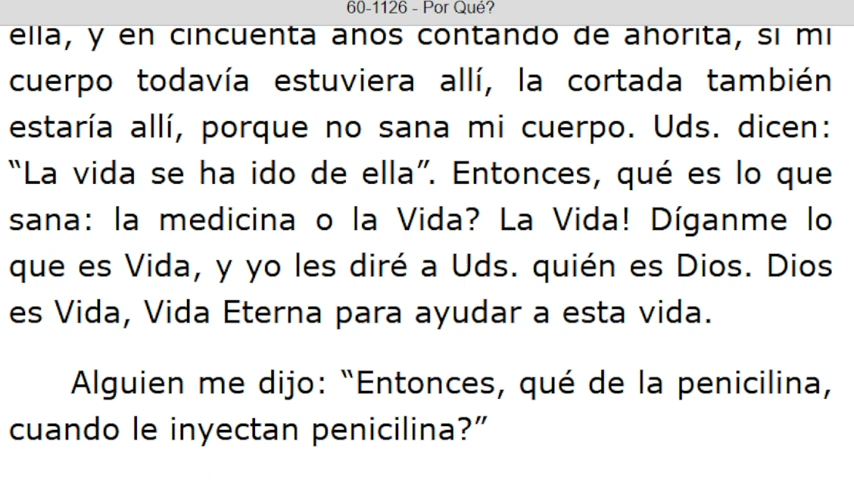 60-1126 - Por Qué?
ella, y en cincuenta años contando de ahorita, si mi
cuerpo todavía estuviera allí, la cortada también
estaría allí, porque no sana mi cuerpo. Uds. dicen:
“La vida se ha ido de ella”. Entonces, qué es lo que
sana: la medicina o la Vida? La Vida! Díganme lo
que es Vida, y yo les diré a Uds. quién es Dios. Dios
es Vida, Vida Eterna para ayudar a esta vida.
Alguien me dijo: “Entonces, qué de la penicilina,
cuando le inyectan penicilina?”